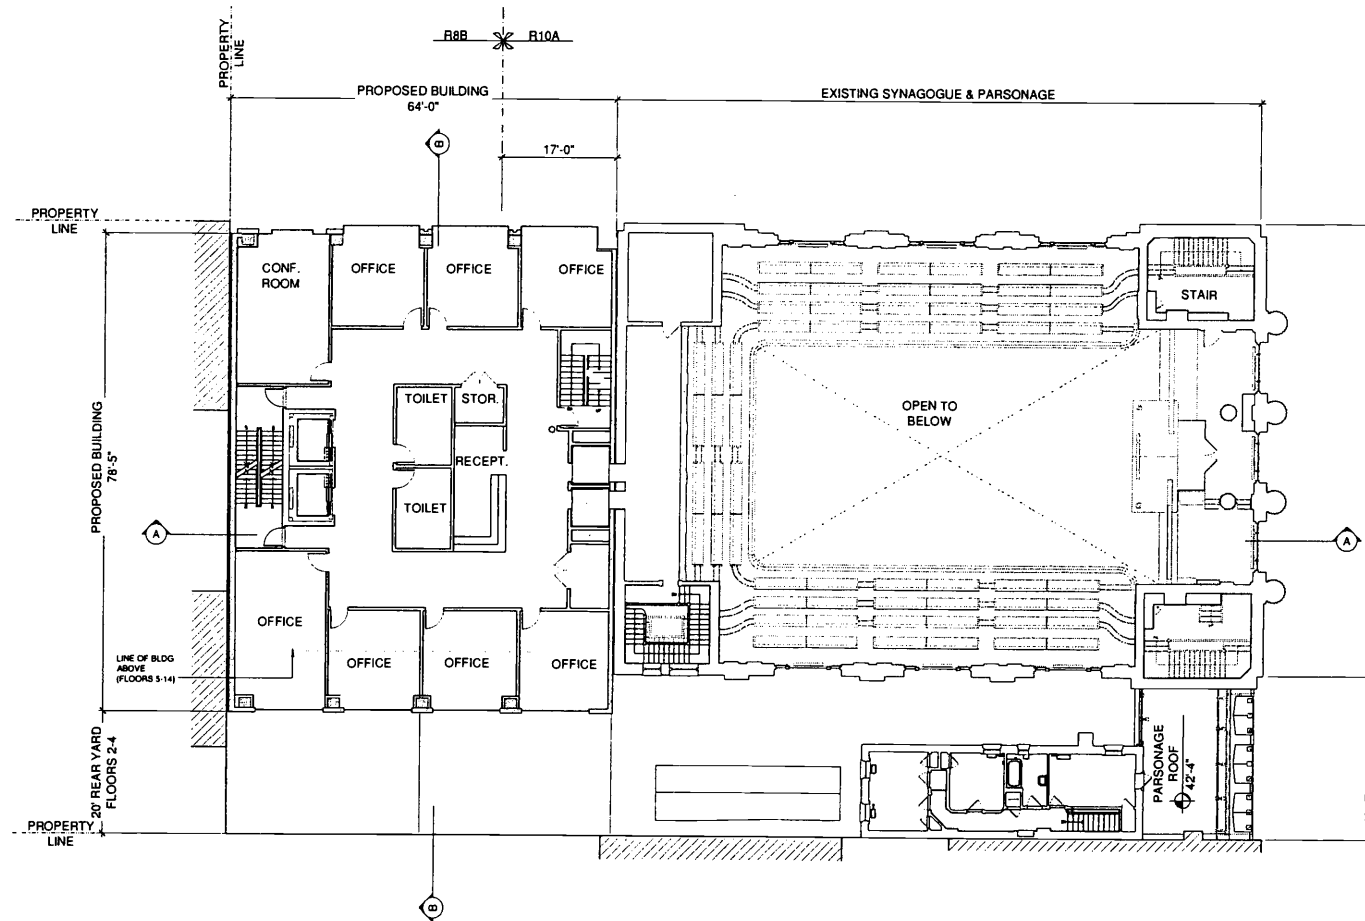 R8B
R10A
PROPERTY
LINE
PROPOSED BUILDING
64'-0"
EXISTING SYNAGOGUE & PARSONAGE
B
17'-0"
PROPERTY
LINE
CONF.
ROOM
OFFICE
OFFICE
OFFICE
STAIR
PROPOSED BUILDING
78'-5"
TOILET
STOR.
OPEN TO
BELOW
RECEPT.
TOILET
A
A
OFFICE
LINE OF BLDG
ABOVE
(FLOORS 5-14)
OFFICE
OFFICE
OFFICE
20' REAR YARD
FLOORS 2-4
PARSONAGE
ROOF
42'-4"
PROPERTY
LINE
B